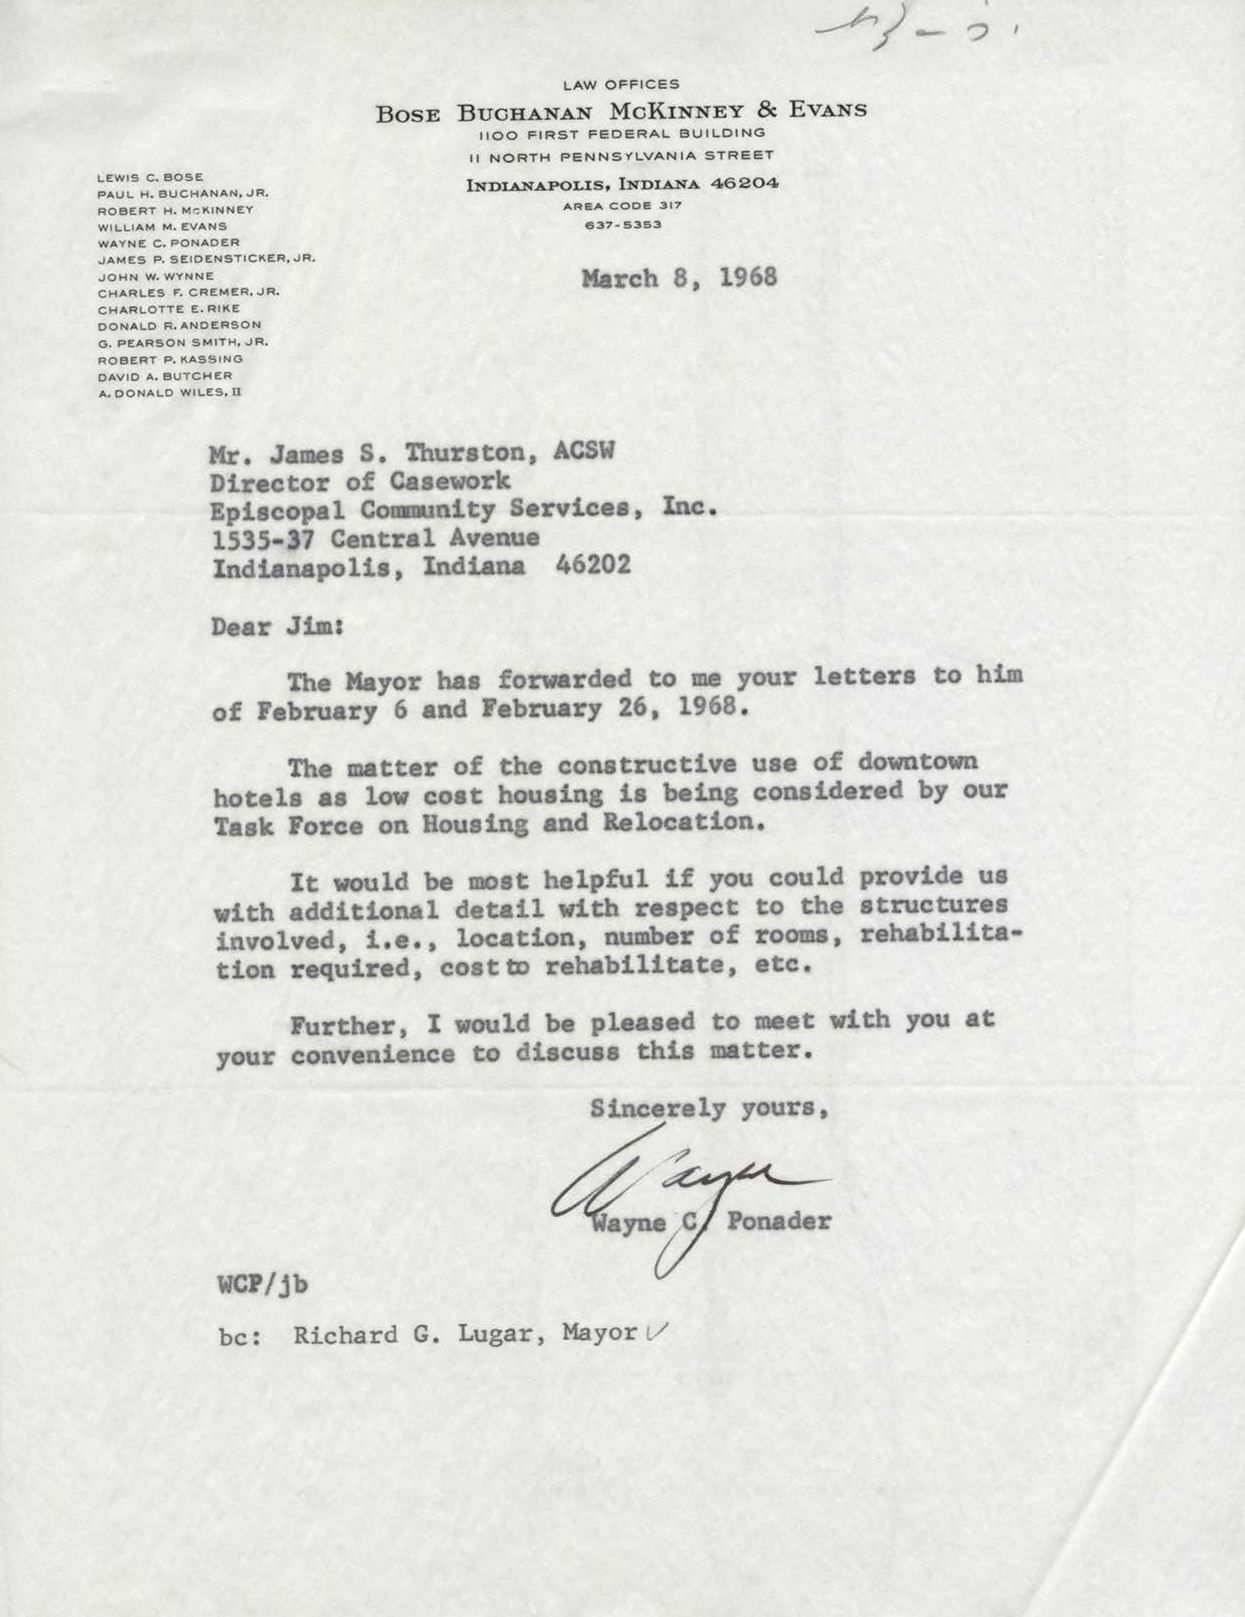 LAW OFFICES
BOSE BUCHANAN McKINNEY & EVANS
1100 FIRST FEDERAL BUILDING
11 NORTH PENNSYLVANIA STREET
INDIANAPOLIS, INDIANA 46204
AREA CODE 317
637-5353
LEWIS C. BOSE
PAUL H. BUCHANAN, JR.
ROBERT H. McKINNEY
WILLIAM M. EVANS
WAYNE C. PONADER
JAMES P. SEIDENSTICKER, JR.
JOHN W. WYNNE
CHARLES F. CREMER, JR.
CHARLOTTE E. RIKE
DONALD R. ANDERSON
G. PEARSON SMITH, JR.
ROBERT P. KASSING
DAVID A. BUTCHER
A. DONALD WILES, II
March 8, 1968
Mr. James S. Thurston, ACSW
Director of Casework
Episcopal Community Services, Inc.
1535-37 Central Avenue
Indianapolis, Indiana 46202
Dear Jim:
The Mayor has forwarded to me your letters to him
of February 6 and February 26, 1968.
The matter of the constructive use of downtown
hotels as low cost housing is being considered by our
Task Force on Housing and Relocation.
It would be most helpful if you could provide us
with additional detail with respect to the structures
involved, i.e., location, number of rooms, rehabilita-
tion required, cost to rehabilitate, etc.
Further, I would be pleased to meet with you at
your convenience to discuss this matter.
Sincerely yours,
Wayne
Wayne C. Ponader
WCP/jb
bc: Richard G. Lugar, Mayor ✓